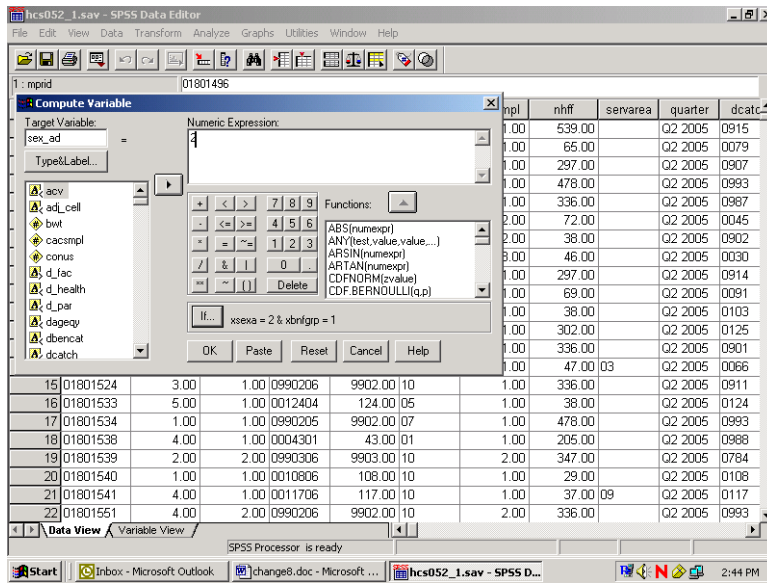 hcs052_1.sav - SPSS Data Editor
File Edit View Data Transform Analyze Graphs Utilities Window Help
1 : mprid 01801496
Compute Variable
Target Variable:
sex_ad
=
Type&Label...
Numeric Expression:
2
acv
adj_cell
bwt
cacsmpl
conus
d_fac
d_health
d_par
dageqy
dbencat
dcatch
+ < > 7 8 9
- <= >= 4 5 6
* = ~= 1 2 3
/ & | 0 .
** ~ () Delete
Functions:
ABS(numexpr)
ANY(test,value,value,...)
ARSIN(numexpr)
ARTAN(numexpr)
CDFNORM(zvalue)
CDF.BERNOULLI(q,p)
If... xsexa = 2 & xbnfgrp = 1
OK Paste Reset Cancel Help
mpl nhff servarea quarter dcatc
1.00 539.00 Q2 2005 0915
1.00 65.00 Q2 2005 0079
1.00 297.00 Q2 2005 0907
1.00 478.00 Q2 2005 0993
1.00 336.00 Q2 2005 0987
2.00 72.00 Q2 2005 0045
2.00 38.00 Q2 2005 0902
3.00 46.00 Q2 2005 0030
1.00 297.00 Q2 2005 0914
1.00 69.00 Q2 2005 0091
1.00 38.00 Q2 2005 0103
1.00 302.00 Q2 2005 0125
1.00 336.00 Q2 2005 0901
1.00 47.00 03 Q2 2005 0066
15 01801524 3.00 1.00 0990206 9902.00 10 1.00 336.00 Q2 2005 0911
16 01801533 5.00 1.00 0012404 124.00 05 1.00 38.00 Q2 2005 0124
17 01801534 1.00 1.00 0990205 9902.00 07 1.00 478.00 Q2 2005 0993
18 01801538 4.00 1.00 0004301 43.00 01 1.00 205.00 Q2 2005 0988
19 01801539 2.00 2.00 0990306 9903.00 10 2.00 347.00 Q2 2005 0784
20 01801540 1.00 1.00 0010806 108.00 10 1.00 29.00 Q2 2005 0108
21 01801541 4.00 1.00 0011706 117.00 10 1.00 37.00 09 Q2 2005 0117
22 01801551 4.00 2.00 0990206 9902.00 10 2.00 336.00 Q2 2005 0993
Data View Variable View
SPSS Processor is ready
Start Inbox - Microsoft Outlook change8.doc - Microsoft ... hcs052_1.sav - SPSS D... 2:44 PM